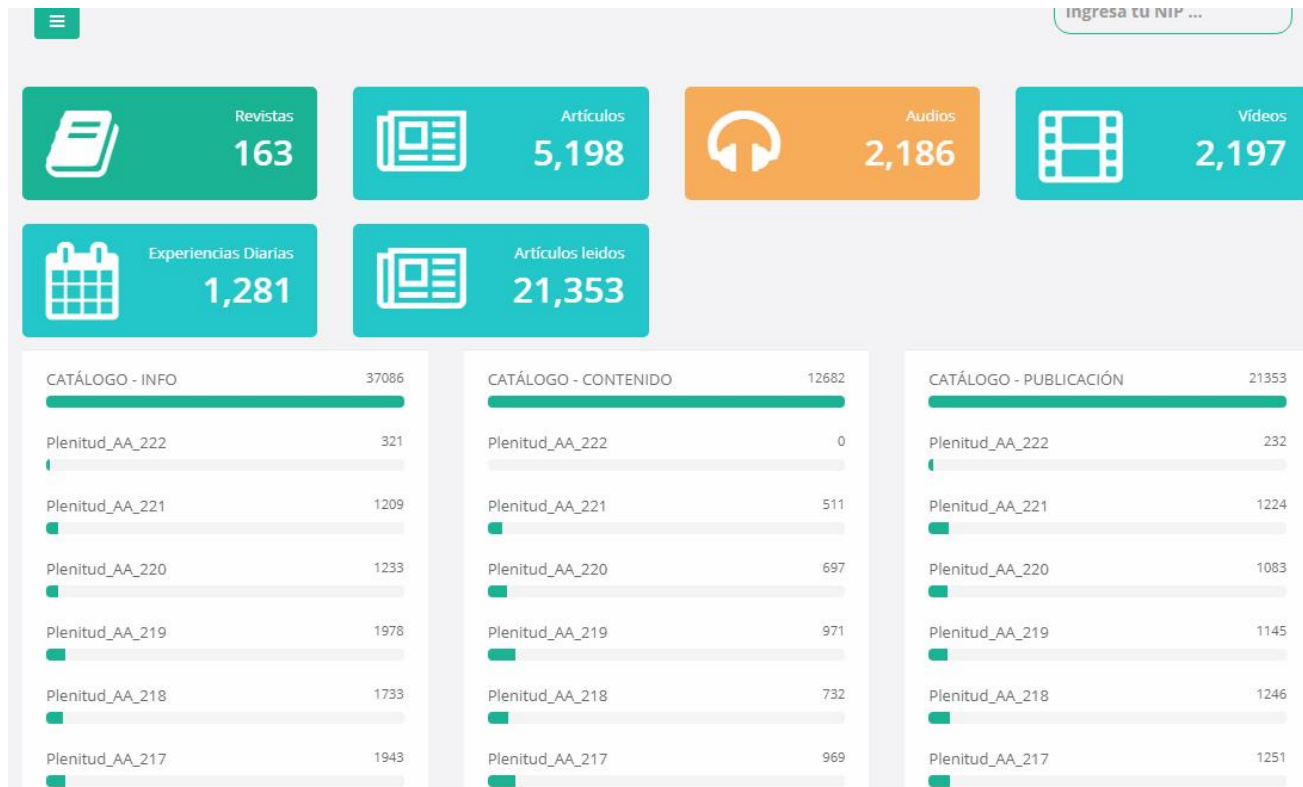 Ingresa tu NIP ...
Revistas
163
Artículos
5,198
Audios
2,186
Vídeos
2,197
Experiencias Diarias
1,281
Artículos leidos
21,353
CATÁLOGO - INFO 37086
Plenitud_AA_222 321
Plenitud_AA_221 1209
Plenitud_AA_220 1233
Plenitud_AA_219 1978
Plenitud_AA_218 1733
Plenitud_AA_217 1943
CATÁLOGO - CONTENIDO 12682
Plenitud_AA_222 0
Plenitud_AA_221 511
Plenitud_AA_220 697
Plenitud_AA_219 971
Plenitud_AA_218 732
Plenitud_AA_217 969
CATÁLOGO - PUBLICACIÓN 21353
Plenitud_AA_222 232
Plenitud_AA_221 1224
Plenitud_AA_220 1083
Plenitud_AA_219 1145
Plenitud_AA_218 1246
Plenitud_AA_217 1251